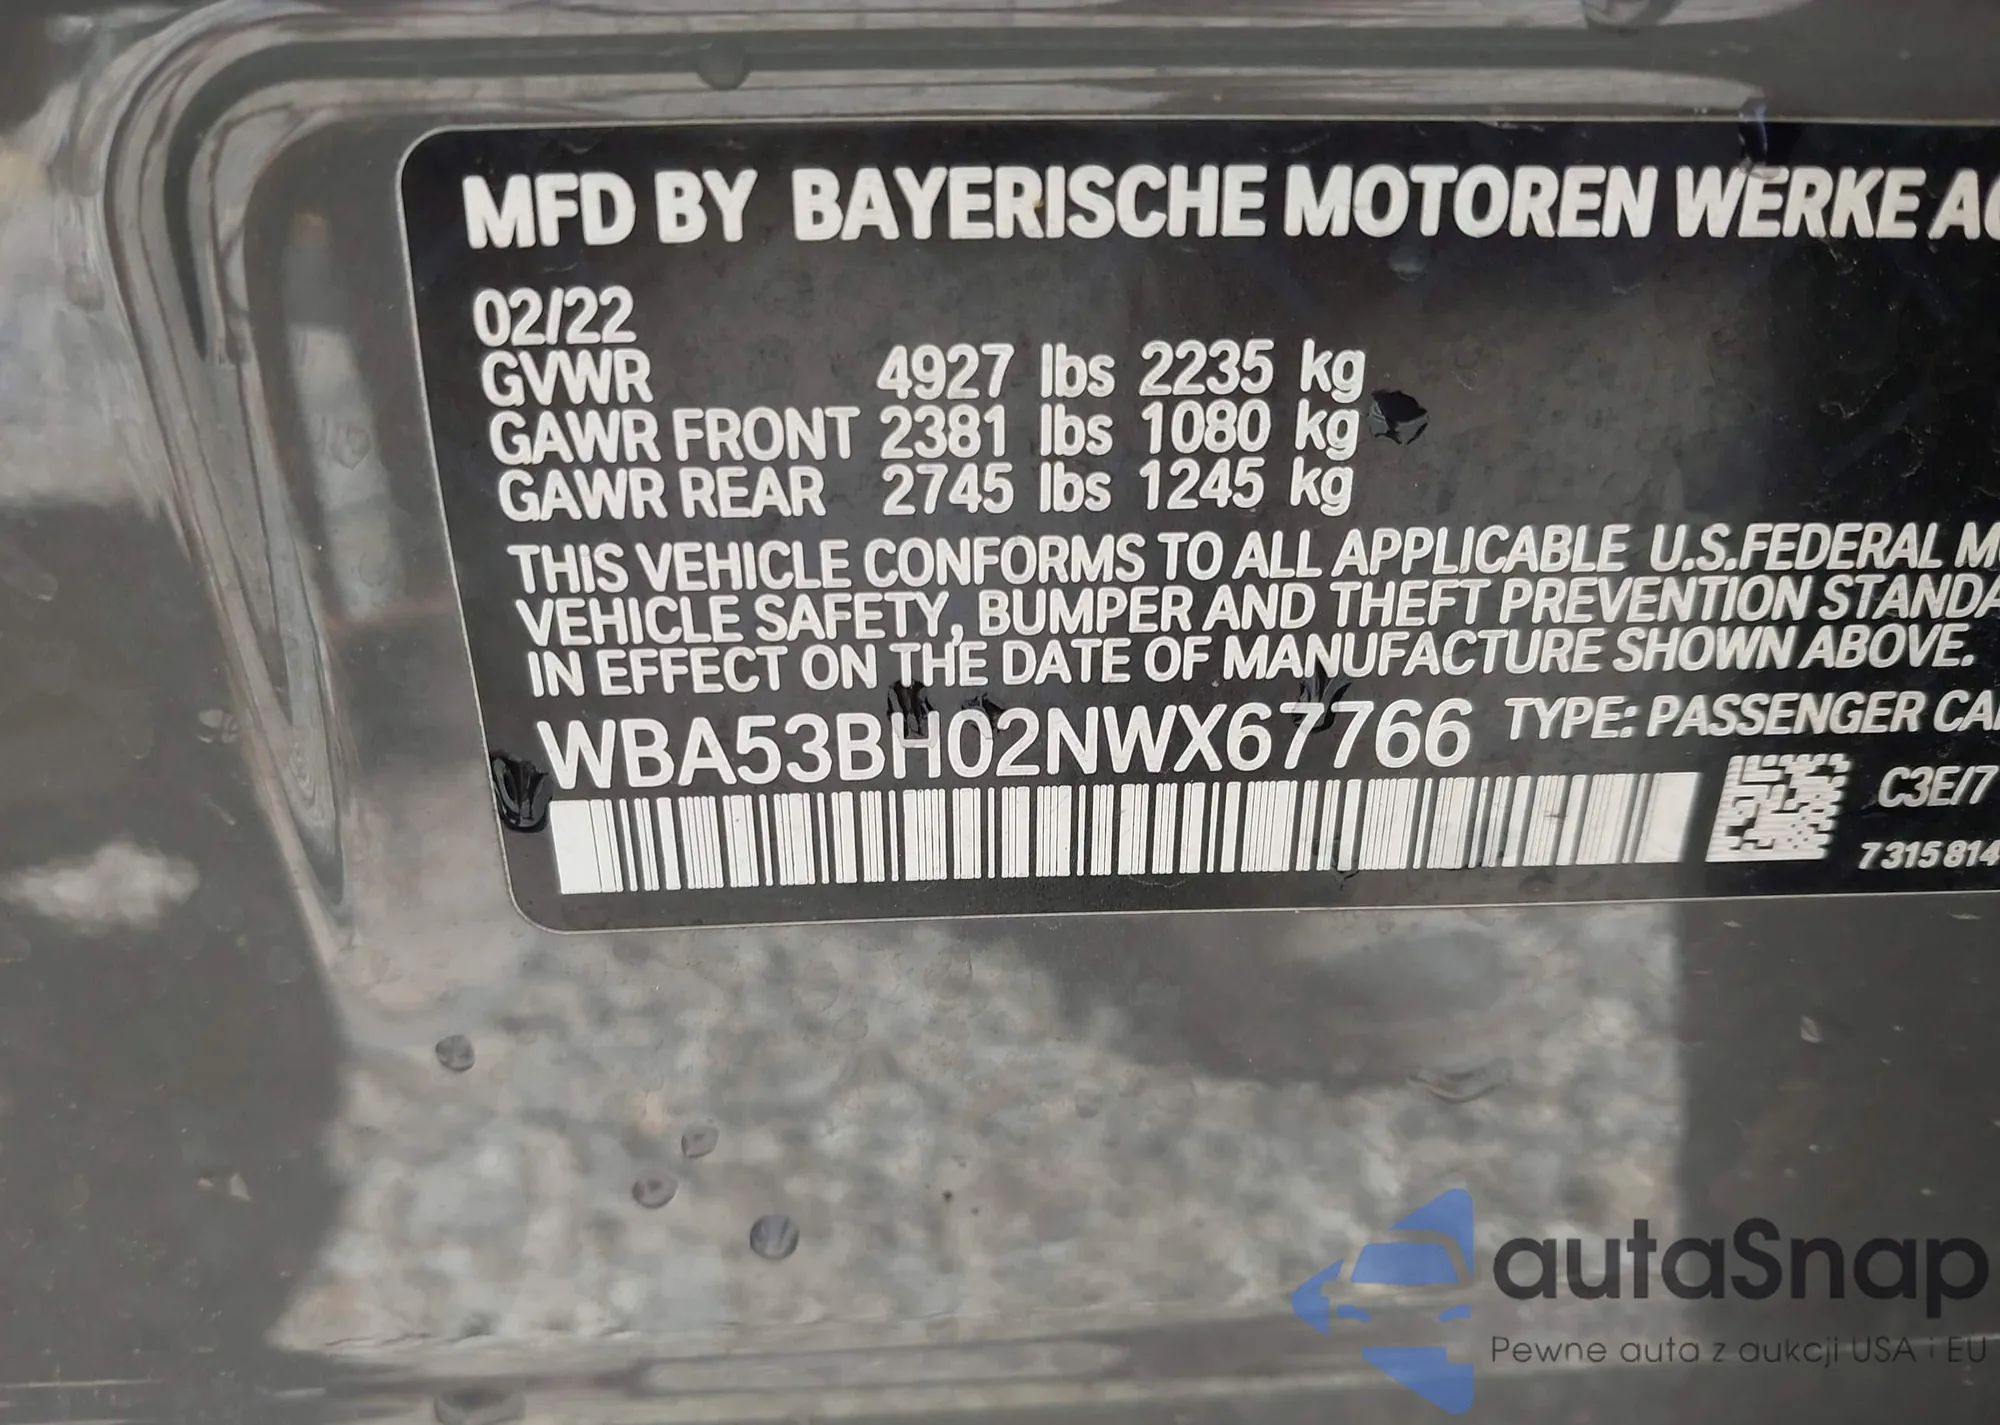 MFD BY BAYERISCHE MOTOREN WERKE AG
02/22
GVWR 4927 lbs 2235 kg
GAWR FRONT 2381 lbs 1080 kg
GAWR REAR 2745 lbs 1245 kg
THIS VEHICLE CONFORMS TO ALL APPLICABLE U.S.FEDERAL M
VEHICLE SAFETY, BUMPER AND THEFT PREVENTION STANDA
IN EFFECT ON THE DATE OF MANUFACTURE SHOWN ABOVE.
WBA53BH02NWX67766 TYPE: PASSENGER CA
C3E/7
7 315 814
autaSnap
Pewne auta z aukcji USA i EU